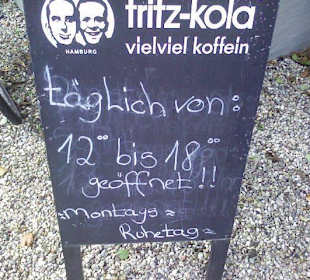 fritz-kola
HAMBURG
vielviel koffein
täglich von:
12°° bis 18°°
geöffnet!!
≈Montags≈
Ruhetag≈